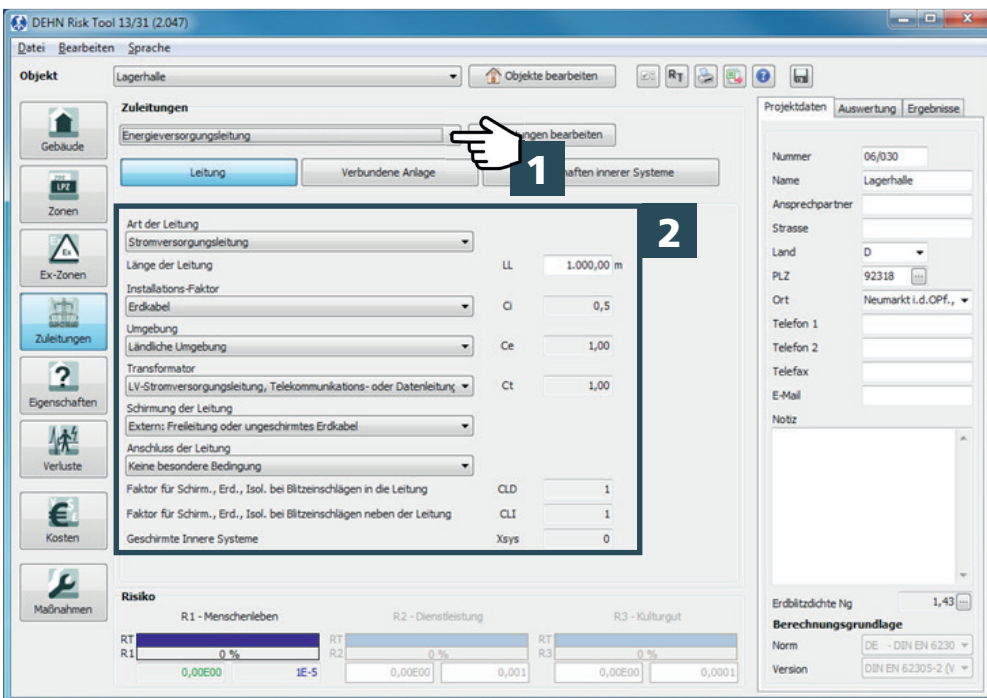 DEHN Risk Tool 13/31 (2.047)
Datei Bearbeiten Sprache
Objekt Lagerhalle Objekte bearbeiten RT
Gebäude
LPZ
Zonen
Ex
Ex-Zonen
Zuleitungen
Eigenschaften
Verluste
Kosten
Maßnahmen
Zuleitungen
Energieversorgungsleitung ungen bearbeiten
1
Leitung Verbundene Anlage haften innerer Systeme
2
Art der Leitung
Stromversorgungsleitung
Länge der Leitung LL 1.000,00 m
Installations-Faktor
Erdkabel Ci 0,5
Umgebung
Ländliche Umgebung Ce 1,00
Transformator
LV-Stromversorgungsleitung, Telekommunikations- oder Datenleitung Ct 1,00
Schirmung der Leitung
Extern: Freileitung oder ungeschirmtes Erdkabel
Anschluss der Leitung
Keine besondere Bedingung
Faktor für Schirm., Erd., Isol. bei Blitzeinschlägen in die Leitung CLD 1
Faktor für Schirm., Erd., Isol. bei Blitzeinschlägen neben der Leitung CLI 1
Geschirmte Innere Systeme Xsys 0
Risiko
R1 - Menschenleben R2 - Dienstleistung R3 - Kulturgut
RT RT RT
R1 0 % R2 0 % R3 0 %
0,00E00 1E-5 0,00E00 0,001 0,00E00 0,0001
Projektdaten Auswertung Ergebnisse
Nummer 06/030
Name Lagerhalle
Ansprechpartner
Strasse
Land D
PLZ 92318 ...
Ort Neumarkt i.d.OPf.,
Telefon 1
Telefon 2
Telefax
E-Mail
Notiz
Erdblitzdichte Ng 1,43 ...
Berechnungsgrundlage
Norm DE - DIN EN 6230
Version DIN EN 62305-2 (V